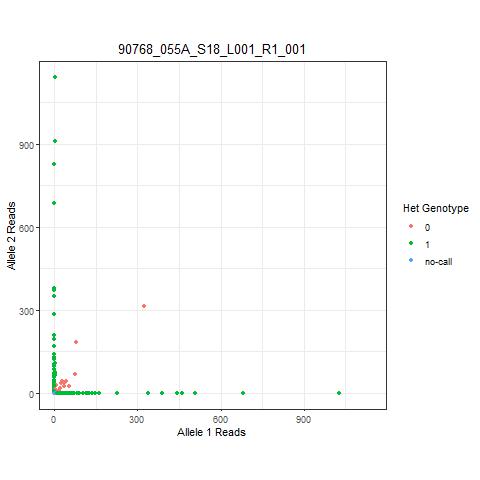 90768_055A_S18_L001_R1_001
Allele 2 Reads
900
600
300
0
0
300
600
900
Allele 1 Reads
Het Genotype
0
1
no-call